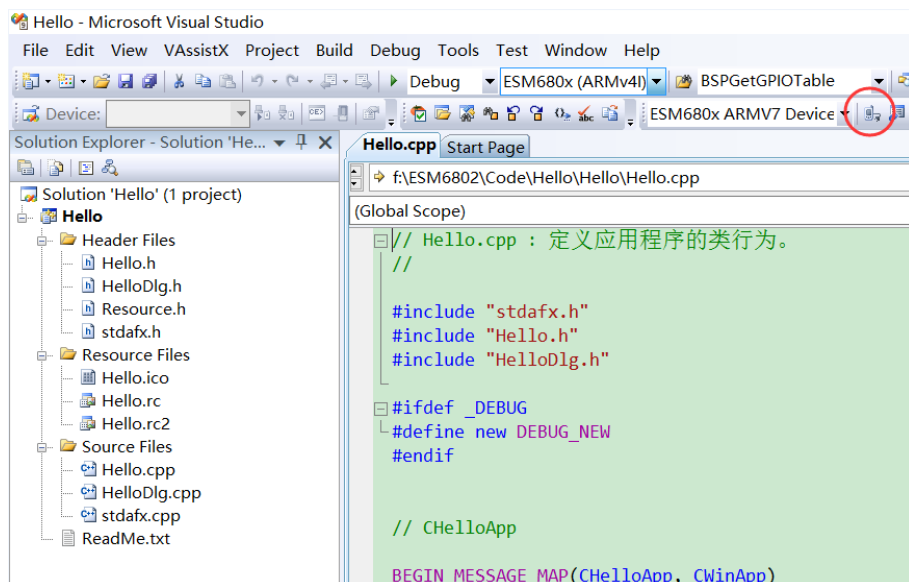 Hello - Microsoft Visual Studio
File Edit View VAssistX Project Build Debug Tools Test Window Help
Debug ESM680x (ARMv4I) BSPGetGPIOTable
Device: ESM680x ARMV7 Device
Solution Explorer - Solution 'He...
Hello.cpp Start Page
f:\ESM6802\Code\Hello\Hello\Hello.cpp
(Global Scope)
Solution 'Hello' (1 project)
Hello
Header Files
Hello.h
HelloDlg.h
Resource.h
stdafx.h
Resource Files
Hello.ico
Hello.rc
Hello.rc2
Source Files
Hello.cpp
HelloDlg.cpp
stdafx.cpp
ReadMe.txt
// Hello.cpp : 定义应用程序的类行为。
//
#include "stdafx.h"
#include "Hello.h"
#include "HelloDlg.h"
#ifdef _DEBUG
#define new DEBUG_NEW
#endif
// CHelloApp
BEGIN_MESSAGE_MAP(CHelloApp, CWinApp)